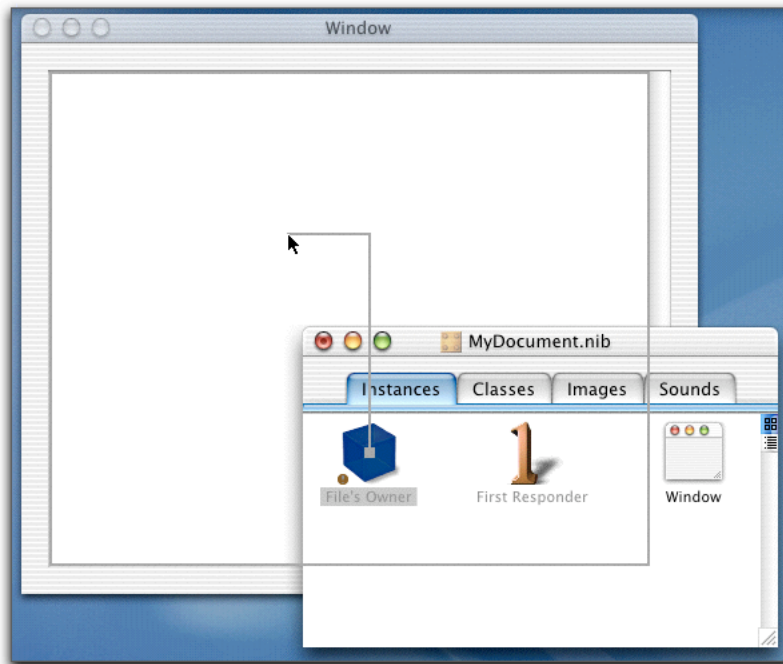 Window
MyDocument.nib
Instances Classes Images Sounds
File's Owner First Responder Window